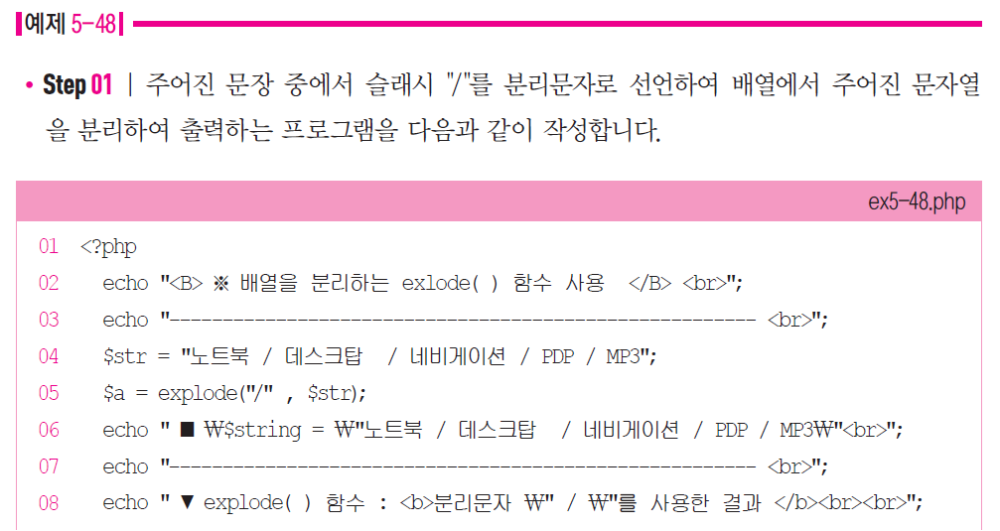 예제 5-48
• Step 01 | 주어진 문장 중에서 슬래시 "/"를 분리문자로 선언하여 배열에서 주어진 문자열
을 분리하여 출력하는 프로그램을 다음과 같이 작성합니다.
ex5-48.php
01 <?php
02 echo "<B> ※ 배열을 분리하는 exlode( ) 함수 사용 </B> <br>";
03 echo "------------------------------------------------------- <br>";
04 $str = "노트북 / 데스크탑 / 네비게이션 / PDP / MP3";
05 $a = explode("/" , $str);
06 echo " ■ ₩$string = ₩"노트북 / 데스크탑 / 네비게이션 / PDP / MP3₩"<br>";
07 echo "------------------------------------------------------- <br>";
08 echo " ▼ explode( ) 함수 : <b>분리문자 ₩" / ₩"를 사용한 결과 </b><br><br>";